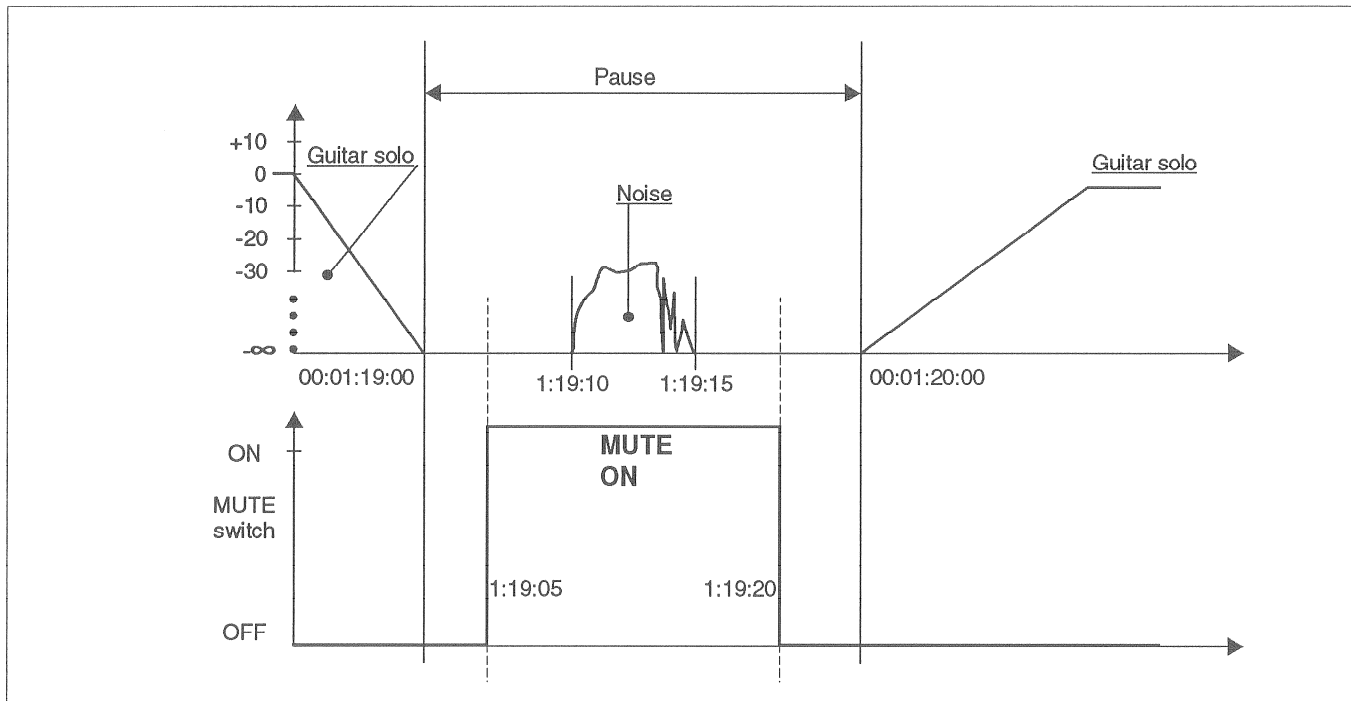 Pause
+10
Guitar solo
0
-10
-20
-30
-∞
Noise
Guitar solo
00:01:19:00
1:19:10
1:19:15
00:01:20:00
ON
MUTE
switch
OFF
MUTE
ON
1:19:05
1:19:20